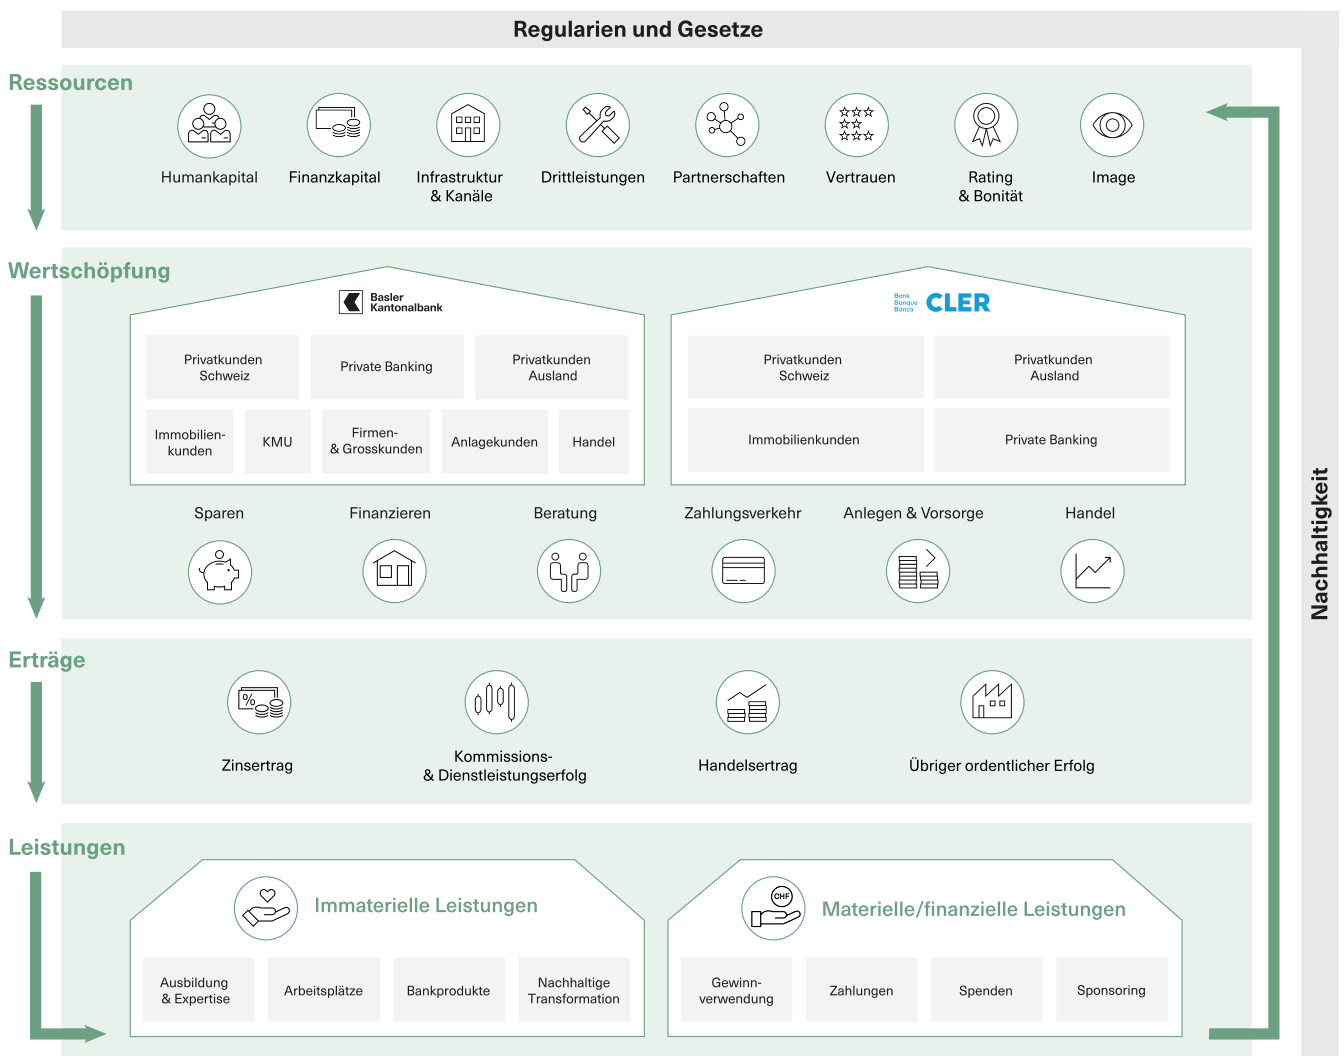 Regularien und Gesetze
Nachhaltigkeit
Ressourcen
Humankapital
Finanzkapital
Infrastruktur
& Kanäle
Drittleistungen
Partnerschaften
Vertrauen
Rating
& Bonität
Image
Wertschöpfung
Basler
Kantonalbank
Privatkunden
Schweiz
Private Banking
Privatkunden
Ausland
Immobilien-
kunden
KMU
Firmen-
& Grosskunden
Anlagekunden
Handel
Bank
Banque
Banca
CLER
Privatkunden
Schweiz
Privatkunden
Ausland
Immobilienkunden
Private Banking
Sparen
Finanzieren
Beratung
Zahlungsverkehr
Anlegen & Vorsorge
Handel
Erträge
%
Zinsertrag
Kommissions-
& Dienstleistungserfolg
Handelsertrag
Übriger ordentlicher Erfolg
Leistungen
Immaterielle Leistungen
Ausbildung
& Expertise
Arbeitsplätze
Bankprodukte
Nachhaltige
Transformation
CHF
Materielle/finanzielle Leistungen
Gewinn-
verwendung
Zahlungen
Spenden
Sponsoring